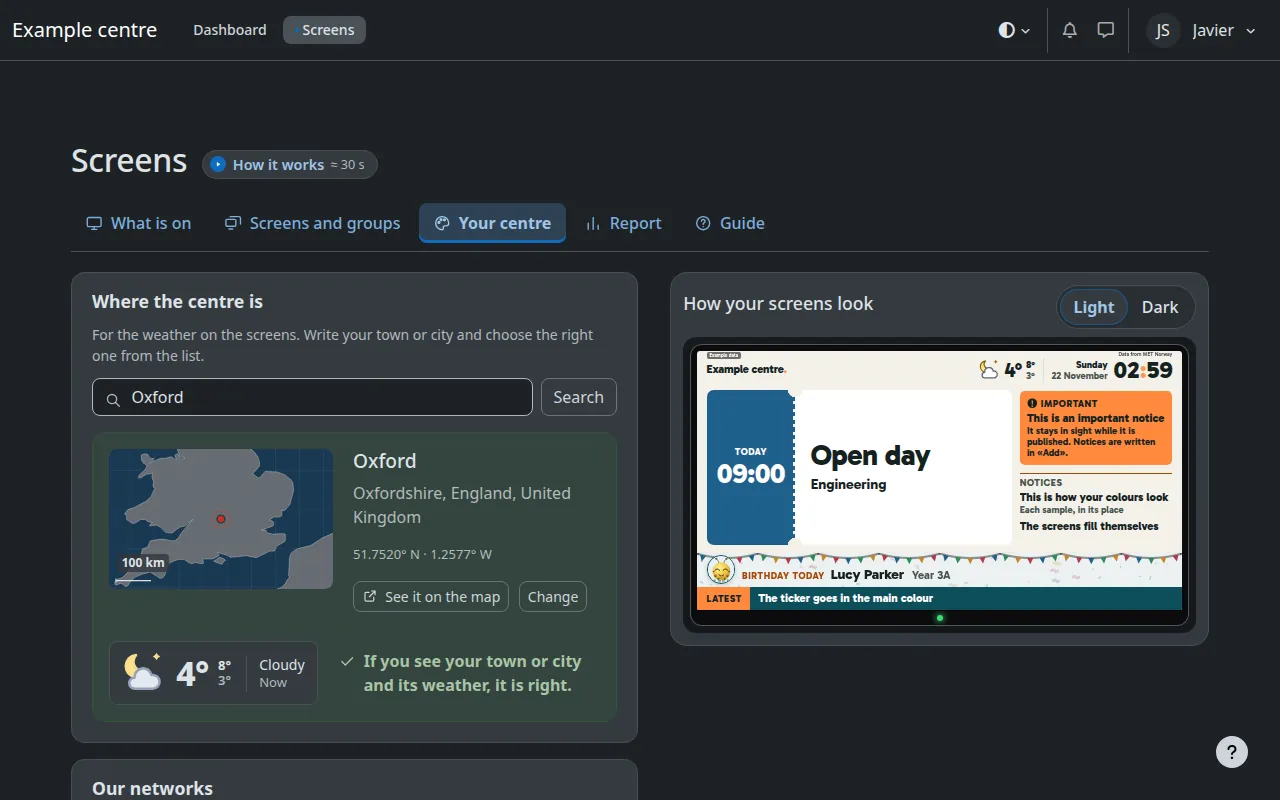 Example centre
Dashboard
Screens
JS
Javier
Screens
How it works ≈ 30 s
What is on
Screens and groups
Your centre
Report
Guide
Where the centre is
For the weather on the screens. Write your town or city and choose the right
one from the list.
Oxford
Search
100 km
Oxford
Oxfordshire, England, United
Kingdom
51.7520° N · 1.2577° W
See it on the map
Change
4°
8°
3°
Cloudy
Now
If you see your town or city
and its weather, it is right.
Our networks
How your screens look
Light
Dark
Example data
Data from MET Norway
Example centre.
4°
8°
3°
Sunday
22 November
02:59
TODAY
09:00
Open day
Engineering
IMPORTANT
This is an important notice
It stays in sight while it is
published. Notices are written
in «Add».
NOTICES
This is how your colours look
Each sample, in its place
The screens fill themselves
BIRTHDAY TODAY Lucy Parker Year 3A
LATEST
The ticker goes in the main colour
?